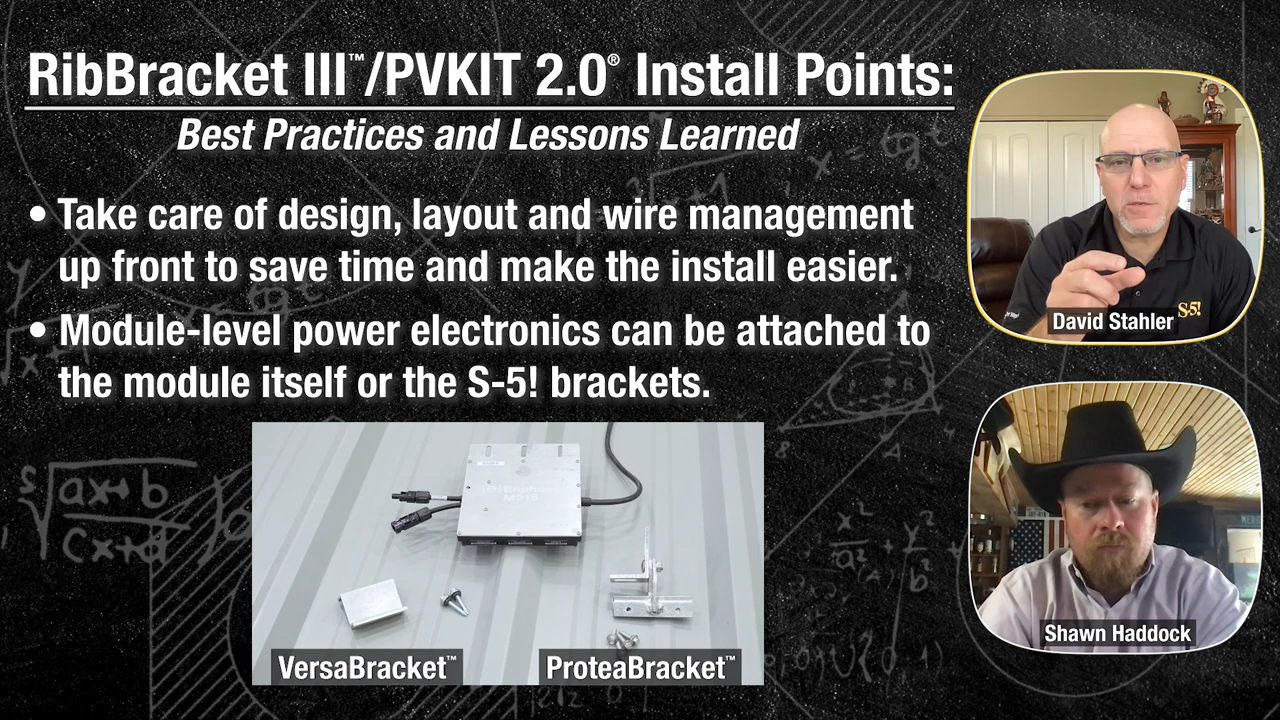 RibBracket III™/PVKIT 2.0® Install Points:
Best Practices and Lessons Learned
• Take care of design, layout and wire management
up front to save time and make the install easier.
• Module-level power electronics can be attached to
the module itself or the S-5! brackets.
Enphase
M215
VersaBracket™
ProteaBracket™
S-5!
David Stahler
Shawn Haddock